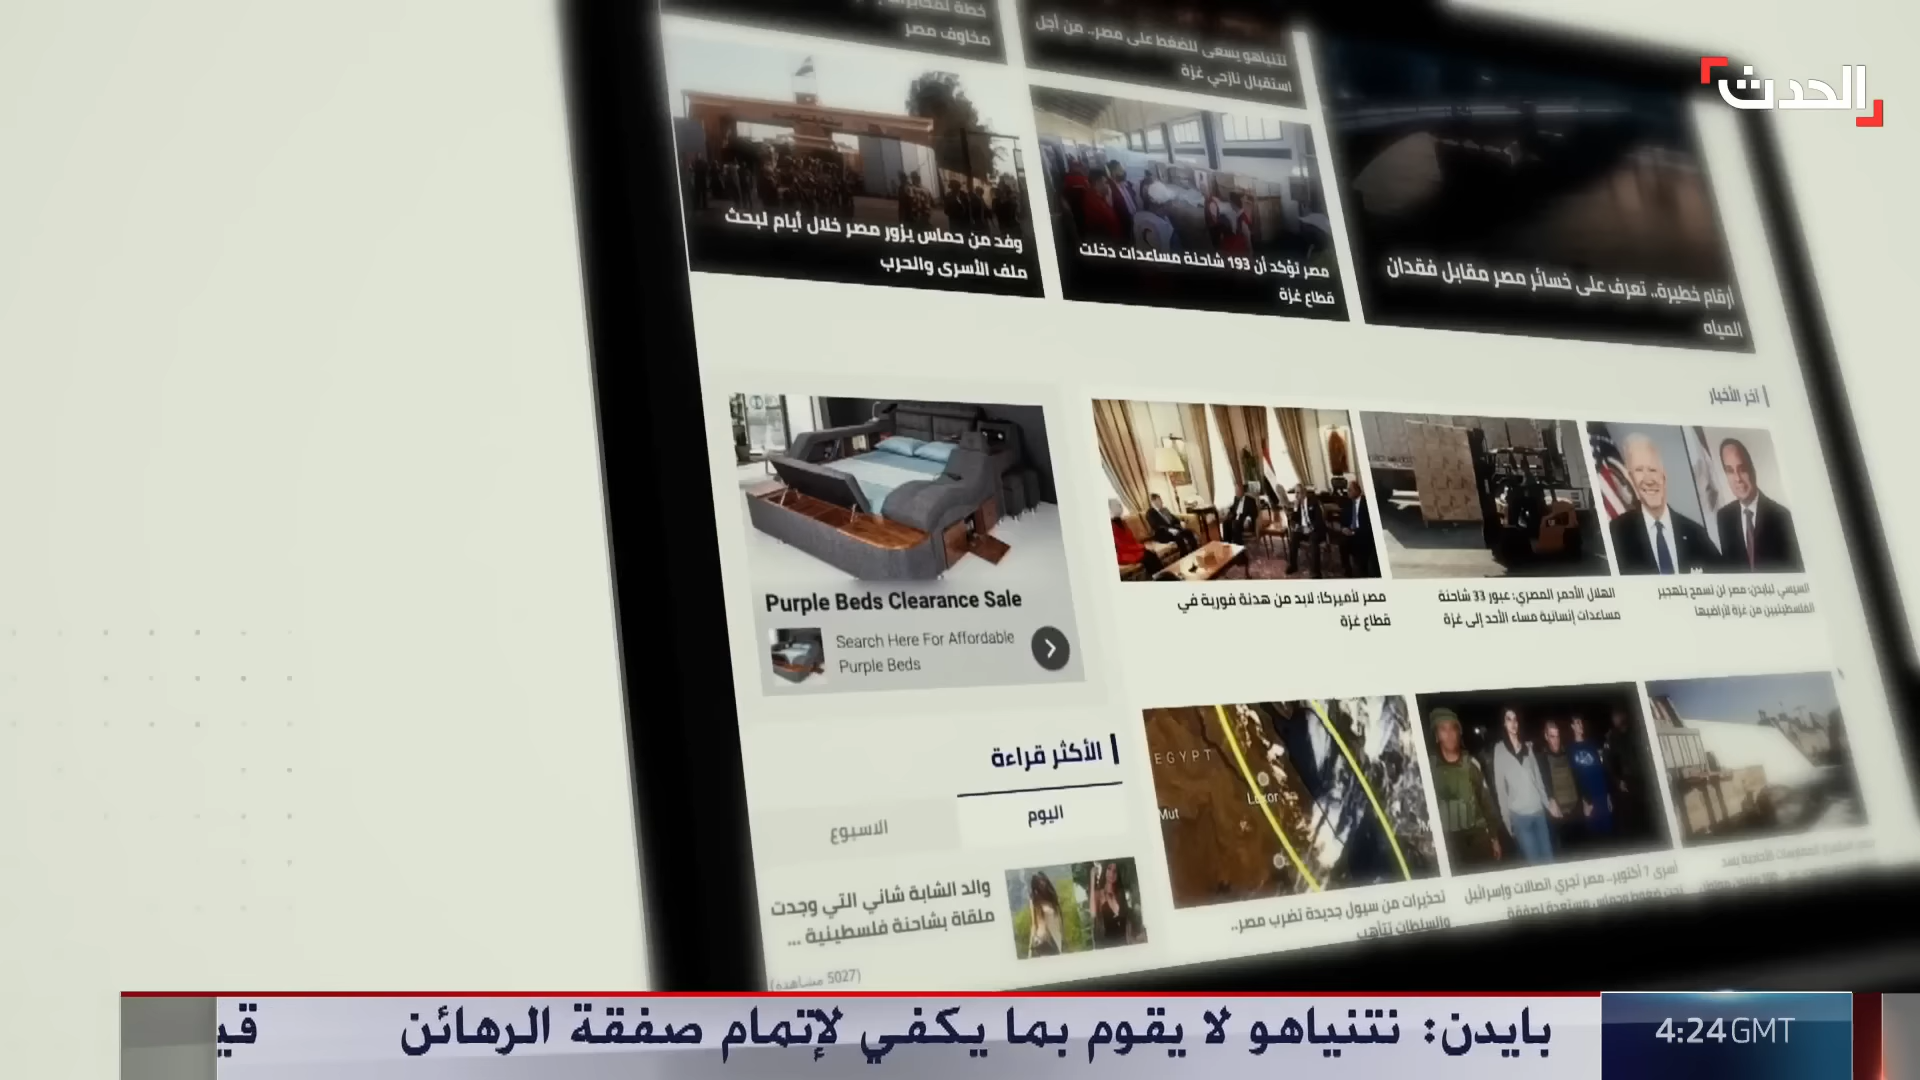 الحدث
مخاوف مصر
نتنياهو يسعى للضغط على مصر.. من أجل
استقبال نازحي غزة
وفد من حماس يزور مصر خلال أيام لبحث
ملف الأسرى والحرب
مصر تؤكد أن 193 شاحنة مساعدات دخلت
قطاع غزة
أرقام خطيرة.. تعرف على خسائر مصر مقابل فقدان
المياه
آخر الأخبار
السيسي لبايدن: مصر لن تسمح بتهجير
الفلسطينيين من غزة لأراضيها
الهلال الأحمر المصري: عبور 33 شاحنة
مساعدات إنسانية مساء الأحد إلى غزة
مصر لأميركا: لابد من هدنة فورية في
قطاع غزة
Purple Beds Clearance Sale
Search Here For Affordable
Purple Beds
الأكثر قراءة
اليوم
الاسبوع
والد الشابة شاني التي وجدت
ملقاة بشاحنة فلسطينية ...
(5027 مشاهدة)
EGYPT
Luxor
Mut
تحذيرات من سيول جديدة تضرب مصر..
والسلطات تتأهب
أسرى 7 أكتوبر.. مصر تجري اتصالات وإسرائيل
بايدن: نتنياهو لا يقوم بما يكفي لإتمام صفقة الرهائن
4:24 GMT